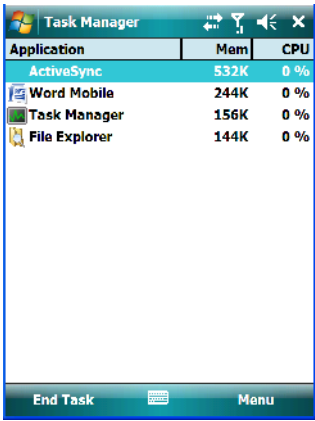 Task Manager
Application Mem CPU
ActiveSync 532K 0 %
Word Mobile 244K 0 %
Task Manager 156K 0 %
File Explorer 144K 0 %
End Task Menu